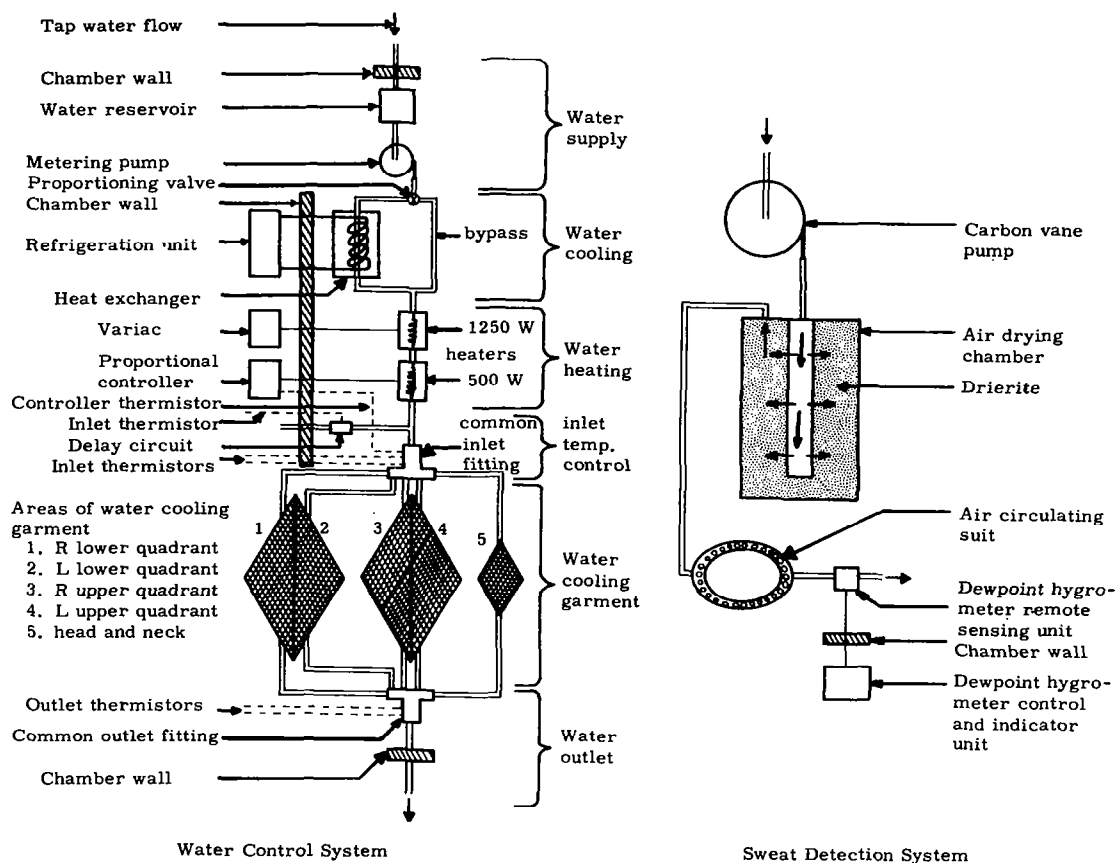 Tap water flow
Chamber wall
Water reservoir
Metering pump
Proportioning valve
Chamber wall
Refrigeration unit
Heat exchanger
Variac
Proportional
controller
Controller thermistor
Inlet thermistor
Delay circuit
Inlet thermistors
Areas of water cooling
garment
1. R lower quadrant
2. L lower quadrant
3. R upper quadrant
4. L upper quadrant
5. head and neck
Outlet thermistors
Common outlet fitting
Chamber wall
bypass
1250 W
heaters
500 W
common
inlet
fitting
1
2
3
4
5
Water
supply
Water
cooling
Water
heating
inlet
temp.
control
Water
cooling
garment
Water
outlet
Water Control System
Carbon vane
pump
Air drying
chamber
Drierite
Air circulating
suit
Dewpoint hygro-
meter remote
sensing unit
Chamber wall
Dewpoint hygro-
meter control
and indicator
unit
Sweat Detection System